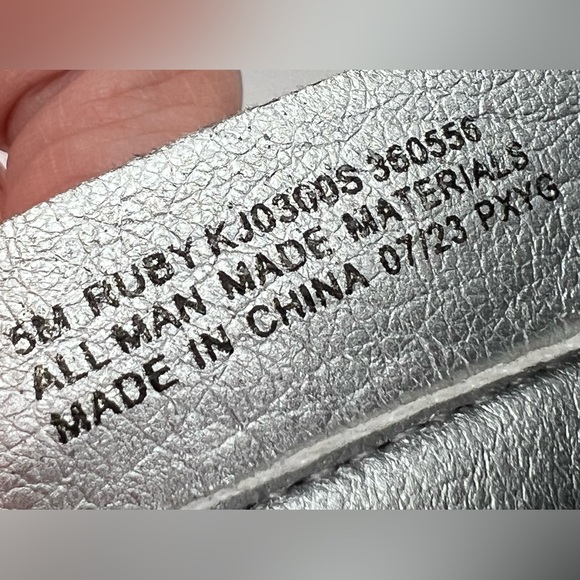 5M RUBY KJ0300S 360556
ALL MAN MADE MATERIALS
MADE IN CHINA 07/23 PXYG